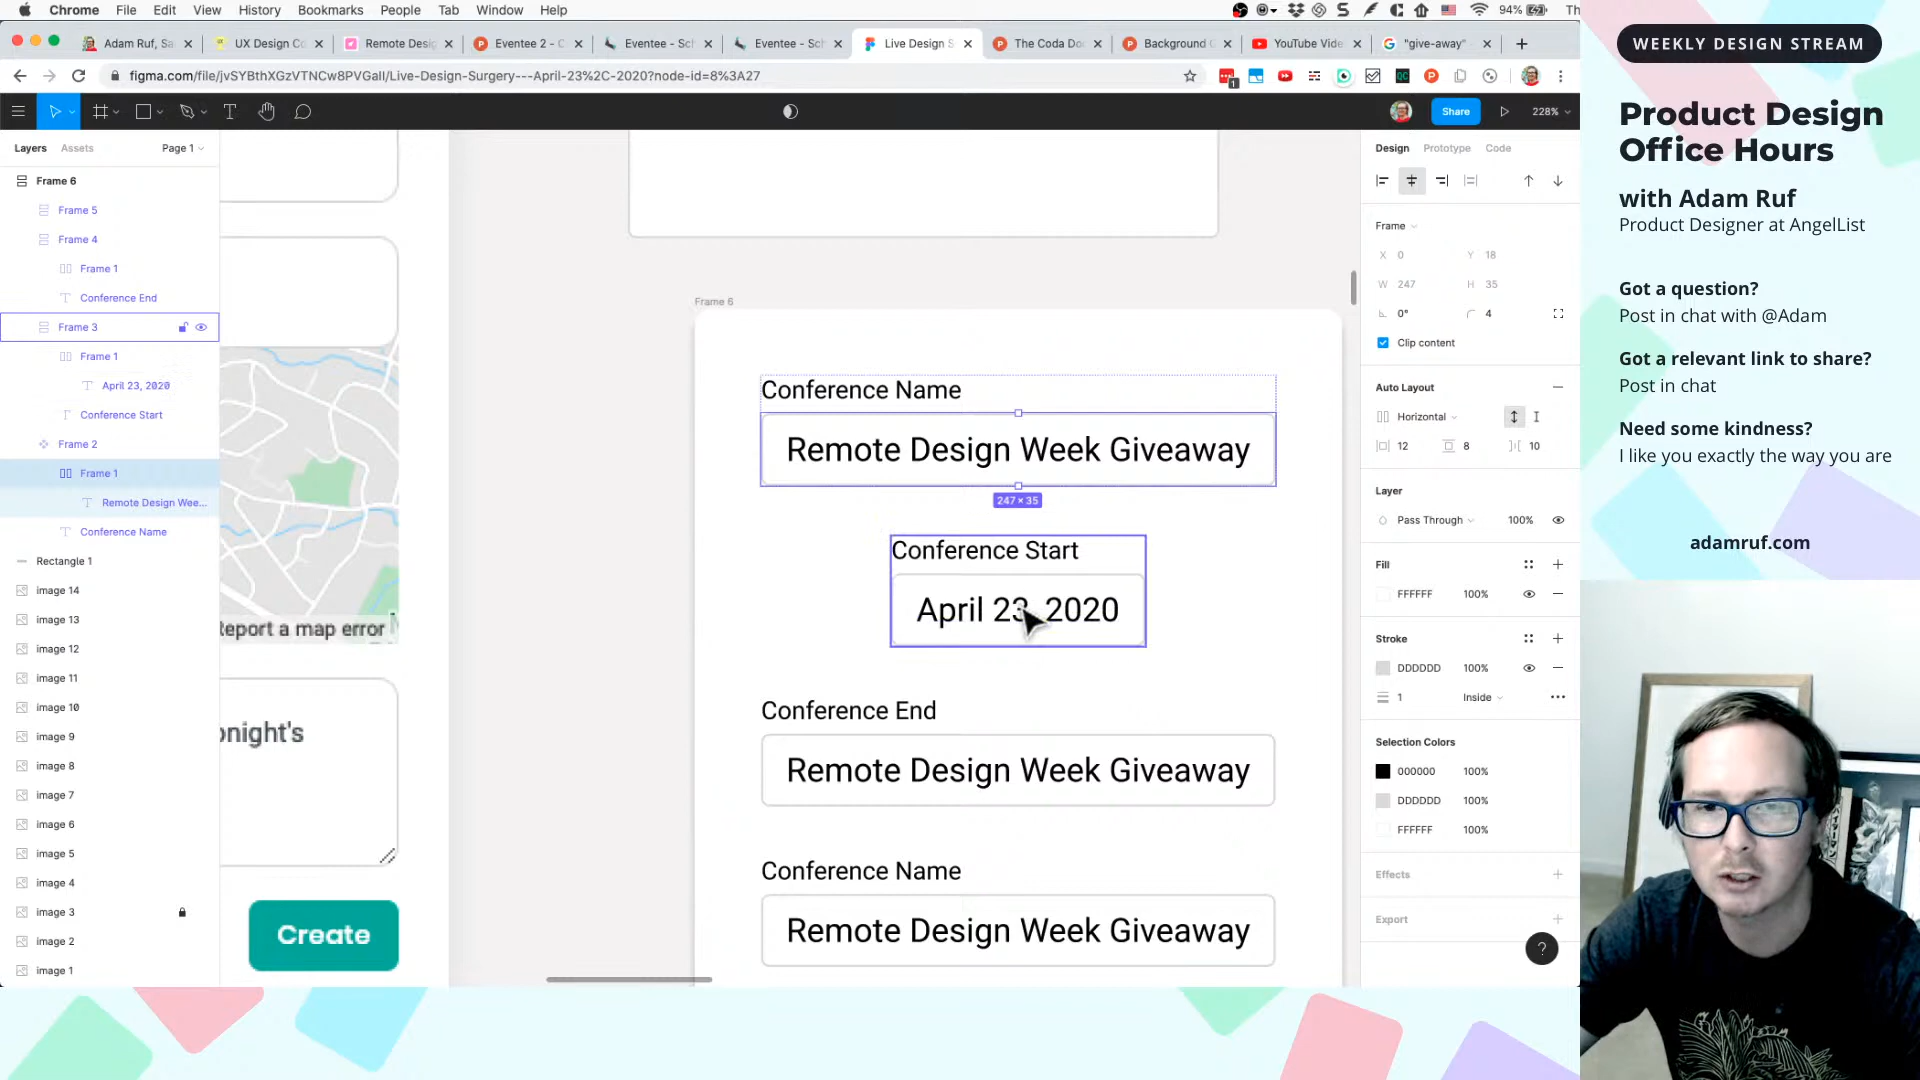 Chrome File Edit View History Bookmarks People Tab Window Help
94% Th
Adam Ruf, Sa
UX Design Co
Remote Desig
Eventee 2 - C
Eventee - Sch
Eventee - Sch
Live Design S
The Coda Do
Background
YouTube Vide
"give-away"
figma.com/file/jvSYBthXGzVTNCw8PVGalI/Live-Design-Surgery---April-23%2C-2020?node-id=8%3A27
Share
228%
Layers Assets Page 1
Frame 6
Frame 5
Frame 4
Frame 1
Conference End
Frame 3
Frame 1
April 23, 2020
Conference Start
Frame 2
Frame 1
Remote Design Wee...
Conference Name
Rectangle 1
image 14
image 13
image 12
image 11
image 10
image 9
image 8
image 7
image 6
image 5
image 4
image 3
image 2
image 1
Report a map error
onight's
Create
Frame 6
Conference Name
Remote Design Week Giveaway
247 × 35
Conference Start
April 23, 2020
Conference End
Remote Design Week Giveaway
Conference Name
Remote Design Week Giveaway
Design Prototype Code
Frame
X 0 Y 18
W 247 H 35
0° 4
Clip content
Auto Layout
Horizontal
12 8 10
Layer
Pass Through 100%
Fill
FFFFFF 100%
Stroke
DDDDDD 100%
1 Inside
Selection Colors
000000 100%
DDDDDD 100%
FFFFFF 100%
Effects
Export
?
WEEKLY DESIGN STREAM
Product Design
Office Hours
with Adam Ruf
Product Designer at AngelList
Got a question?
Post in chat with @Adam
Got a relevant link to share?
Post in chat
Need some kindness?
I like you exactly the way you are
adamruf.com